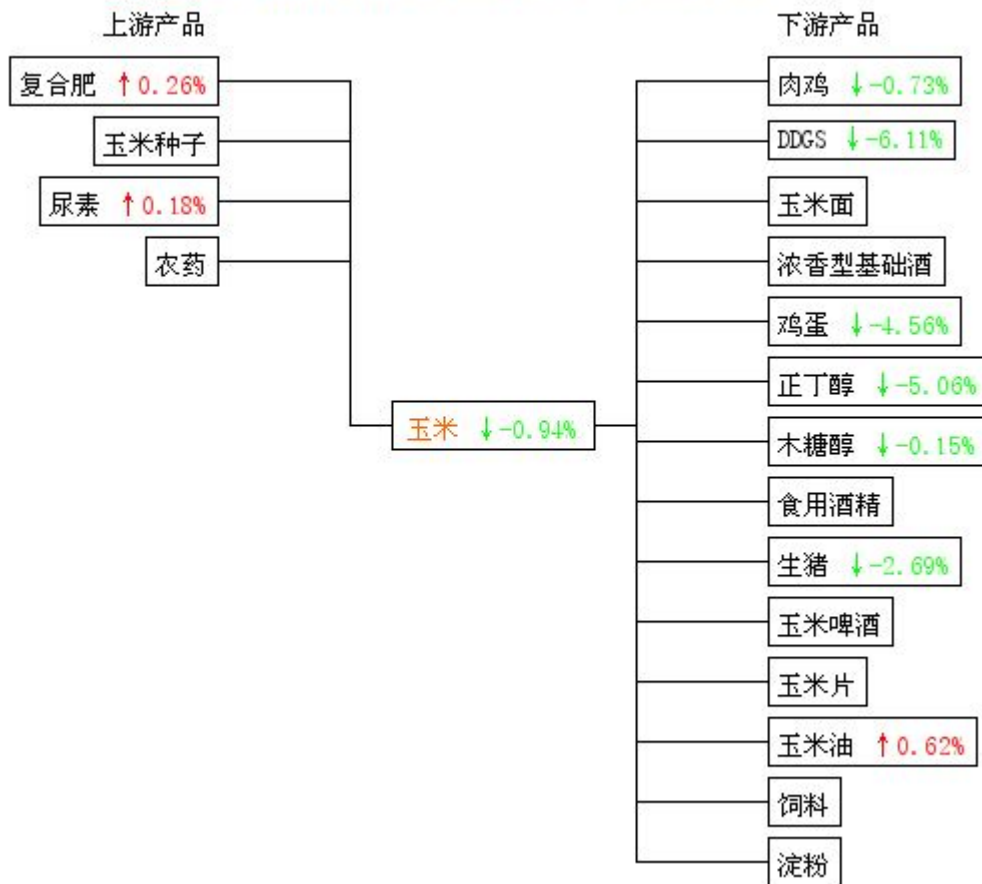 上游产品
复合肥 ↑0.26%
玉米种子
尿素 ↑0.18%
农药
玉米 ↓-0.94%
下游产品
肉鸡 ↓-0.73%
DDGS ↓-6.11%
玉米面
浓香型基础酒
鸡蛋 ↓-4.56%
正丁醇 ↓-5.06%
木糖醇 ↓-0.15%
食用酒精
生猪 ↓-2.69%
玉米啤酒
玉米片
玉米油 ↑0.62%
饲料
淀粉